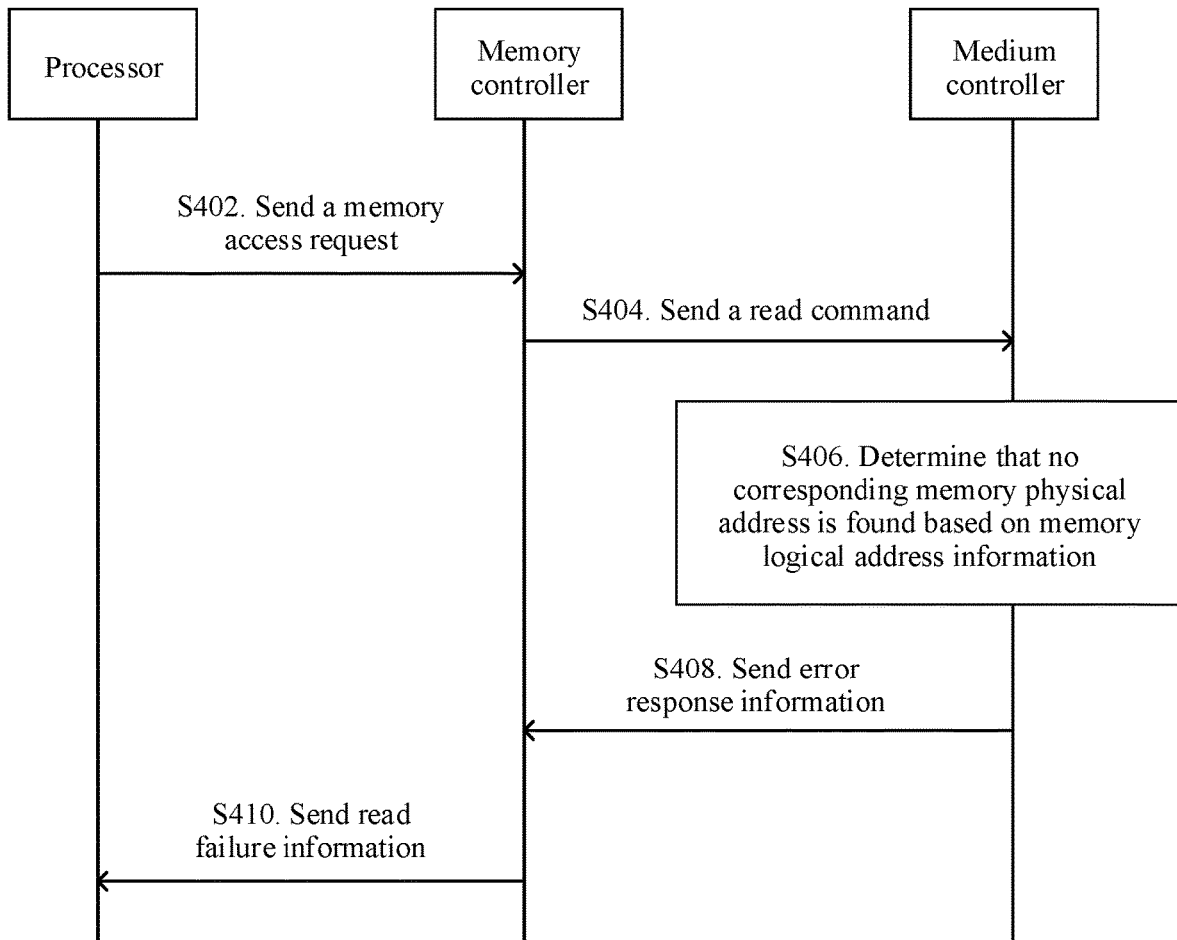 Processor
Memory
controller
Medium
controller
S402. Send a memory
access request
S404. Send a read command
S406. Determine that no
corresponding memory physical
address is found based on memory
logical address information
S408. Send error
response information
S410. Send read
failure information